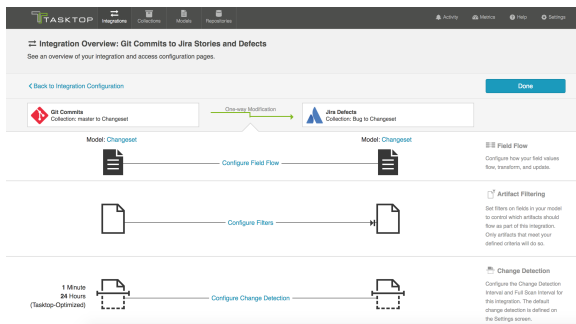 TASKTOP
Integrations
Collections
Models
Repositories
Activity
Metrics
Help
Settings
Integration Overview: Git Commits to Jira Stories and Defects
See an overview of your integration and access configuration pages.
Back to Integration Configuration
Done
Git Commits
Collection: master to Changeset
One-way Modification
Jira Defects
Collection: Bug to Changeset
Model: Changeset
Model: Changeset
Configure Field Flow
Field Flow
Configure how your field values
flow, transform, and update.
Configure Filters
Artifact Filtering
Set filters on fields in your model
to control which artifacts should
flow as part of this integration.
Only artifacts that meet your
defined criteria will do so.
1 Minute
24 Hours
(Tasktop-Optimized)
Configure Change Detection
Change Detection
Configure the Change Detection
Interval and Full Scan Interval for
this integration. The default
change detection is defined on
the Settings screen.